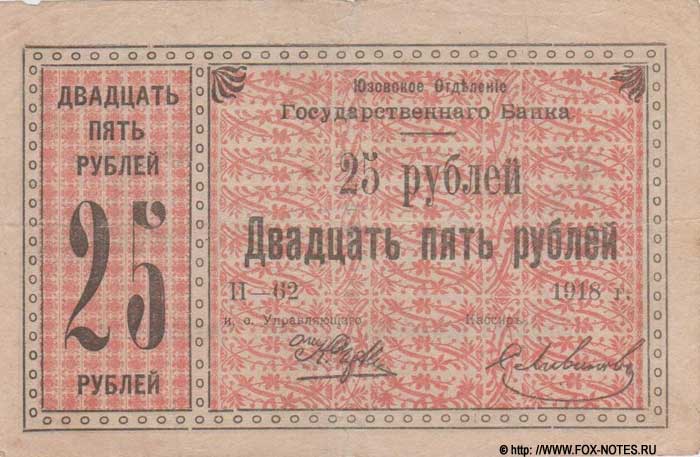 ДВАДЦАТЬ
ПЯТЬ
РУБЛЕЙ
25
РУБЛЕЙ
Юзовское Отдѣленіе
Государственнаго Банка
25 рублей
Двадцать пять рублей
П—62 1918 г.
и. о. Управляющаго Кассиръ
© http: //www.FOX-NOTES.RU